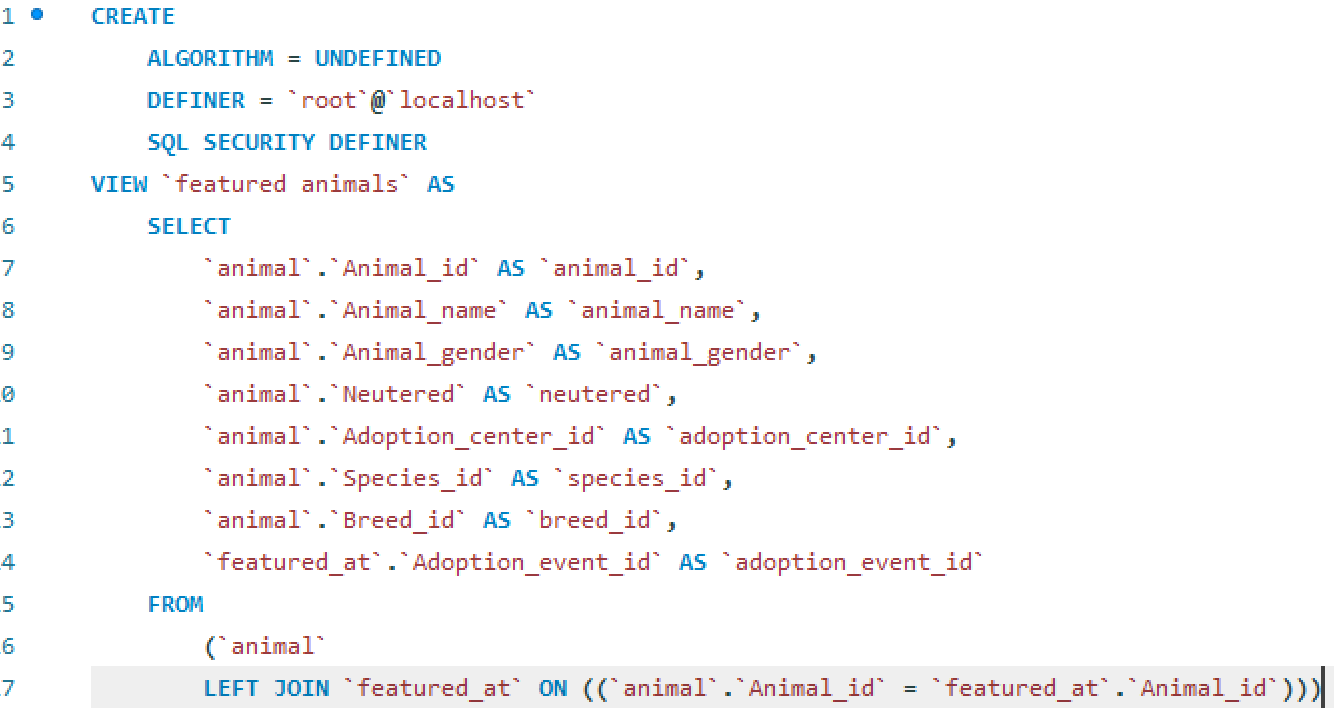 1 CREATE
2 ALGORITHM = UNDEFINED
3 DEFINER = `root`@`localhost`
4 SQL SECURITY DEFINER
5 VIEW `featured animals` AS
6 SELECT
7 `animal`.`Animal_id` AS `animal_id`,
8 `animal`.`Animal_name` AS `animal_name`,
9 `animal`.`Animal_gender` AS `animal_gender`,
0 `animal`.`Neutered` AS `neutered`,
1 `animal`.`Adoption_center_id` AS `adoption_center_id`,
2 `animal`.`Species_id` AS `species_id`,
3 `animal`.`Breed_id` AS `breed_id`,
4 `featured_at`.`Adoption_event_id` AS `adoption_event_id`
5 FROM
6 (`animal`
7 LEFT JOIN `featured_at` ON ((`animal`.`Animal_id` = `featured_at`.`Animal_id`)))